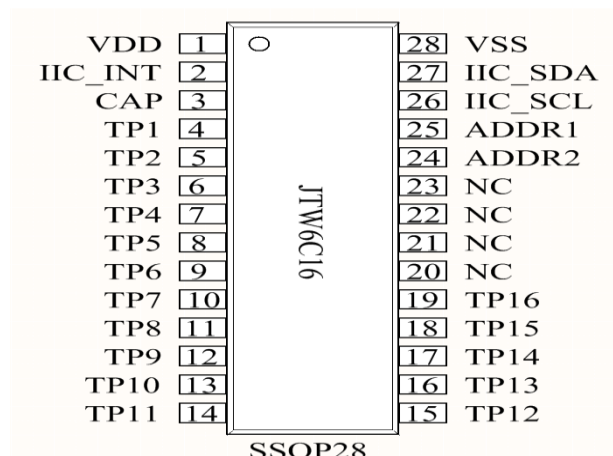 VDD 1 28 VSS
IIC_INT 2 27 IIC_SDA
CAP 3 26 IIC_SCL
TP1 4 25 ADDR1
TP2 5 24 ADDR2
TP3 6 23 NC
TP4 7 22 NC
TP5 8 21 NC
TP6 9 20 NC
TP7 10 19 TP16
TP8 11 18 TP15
TP9 12 17 TP14
TP10 13 16 TP13
TP11 14 15 TP12
JTW6C16
SSOP28